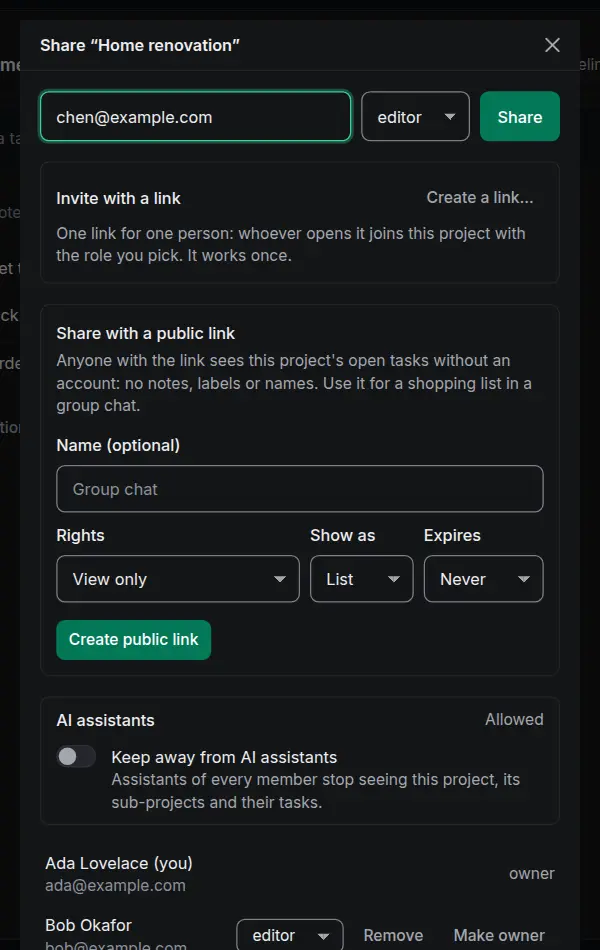 Share “Home renovation”
chen@example.com
editor
Share
Invite with a link
Create a link...
One link for one person: whoever opens it joins this project with
the role you pick. It works once.
Share with a public link
Anyone with the link sees this project's open tasks without an
account: no notes, labels or names. Use it for a shopping list in a
group chat.
Name (optional)
Group chat
Rights
Show as
Expires
View only
List
Never
Create public link
AI assistants
Allowed
Keep away from AI assistants
Assistants of every member stop seeing this project, its
sub-projects and their tasks.
Ada Lovelace (you)
ada@example.com
owner
Bob Okafor
bob@example.com
editor
Remove
Make owner